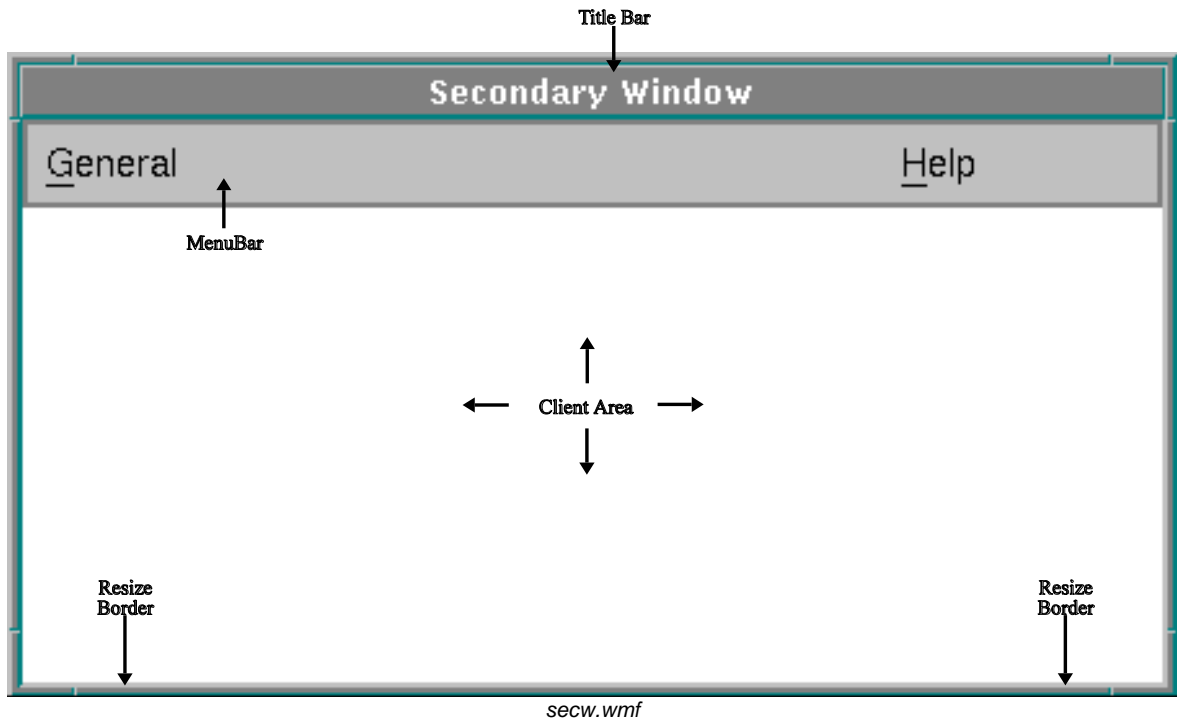 Title Bar
Secondary Window
General Help
MenuBar
Client Area
Resize
Border
Resize
Border
secw.wmf